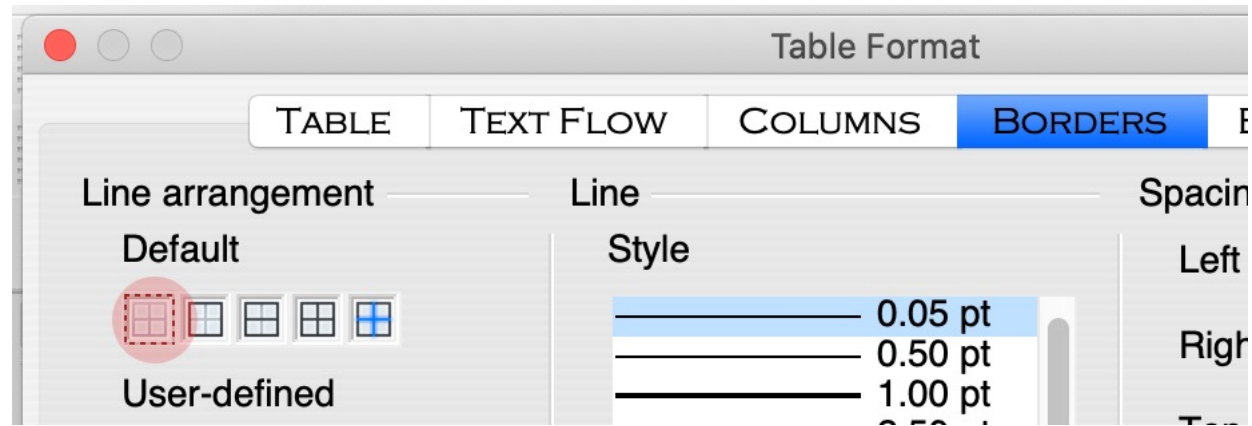 Table Format
TABLE TEXT FLOW COLUMNS BORDERS
Line arrangement Line
Default Style Left
0.05 pt
0.50 pt
User-defined 1.00 pt